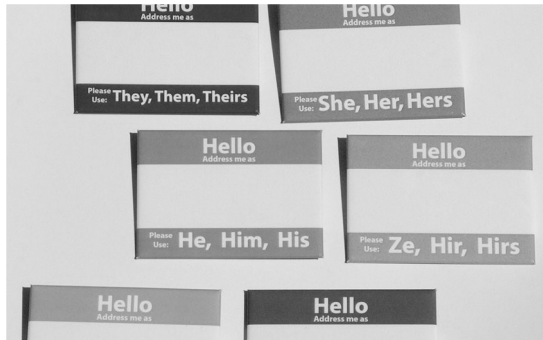 Hello
Address me as
Please Use: They, Them, Theirs
Hello
Address me as
Please Use: She, Her, Hers
Hello
Address me as
Please Use: He, Him, His
Hello
Address me as
Please Use: Ze, Hir, Hirs
Hello
Address me as
Hello
Address me as